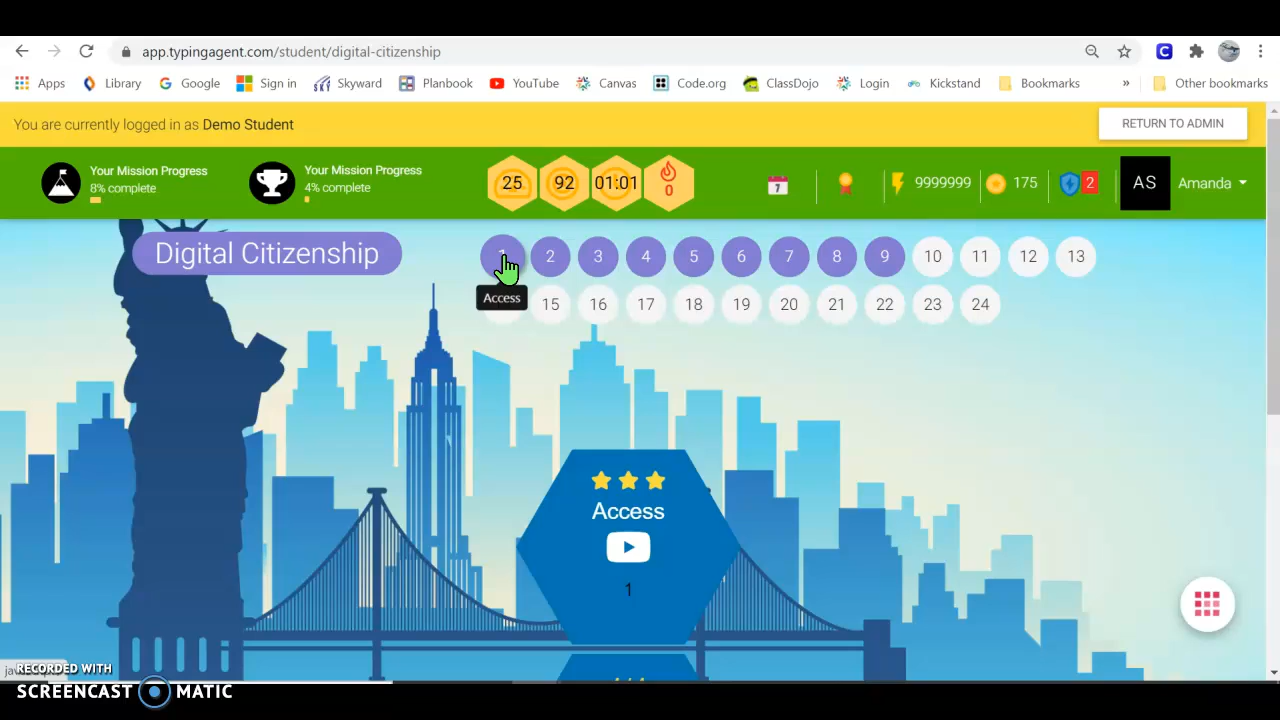 app.typingagent.com/student/digital-citizenship
Apps Library Google Sign in Skyward Planbook YouTube Canvas Code.org ClassDojo Login Kickstand Bookmarks » Other bookmarks
You are currently logged in as Demo Student
RETURN TO ADMIN
Your Mission Progress
8% complete
Your Mission Progress
4% complete
25 92 01:01 0
7
9999999 175 2 AS Amanda
Digital Citizenship
1 2 3 4 5 6 7 8 9 10 11 12 13
Access
15 16 17 18 19 20 21 22 23 24
Access
1
RECORDED WITH
SCREENCAST MATIC